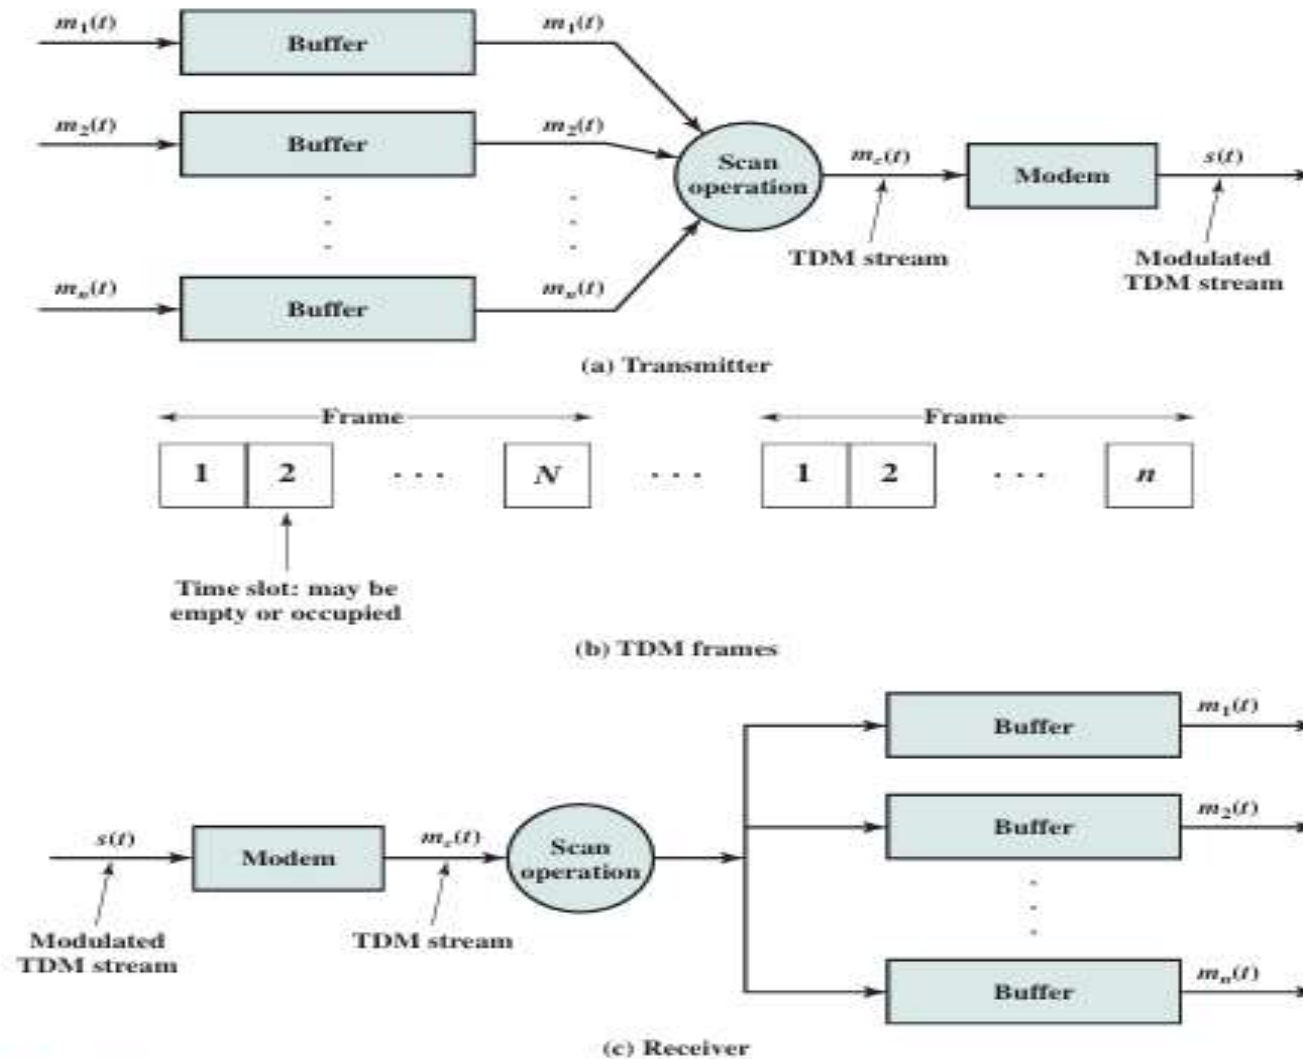 m₁(t)
Buffer
m₁(t)
m₂(t)
Buffer
m₂(t)
Scan
operation
m_c(t)
Modem
s(t)
TDM stream
Modulated
TDM stream
mₙ(t)
Buffer
mₙ(t)
(a) Transmitter
Frame
Frame
1 2 · · · N · · · 1 2 · · · n
Time slot: may be
empty or occupied
(b) TDM frames
Buffer
m₁(t)
s(t)
Modem
m_c(t)
Scan
operation
Buffer
m₂(t)
Modulated
TDM stream
TDM stream
Buffer
mₙ(t)
(c) Receiver